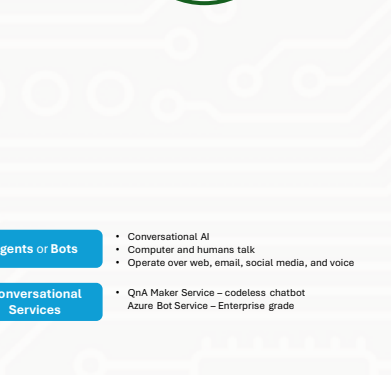 gents or Bots
• Conversational AI
• Computer and humans talk
• Operate over web, email, social media, and voice
onversational
Services
• QnA Maker Service – codeless chatbot
Azure Bot Service – Enterprise grade